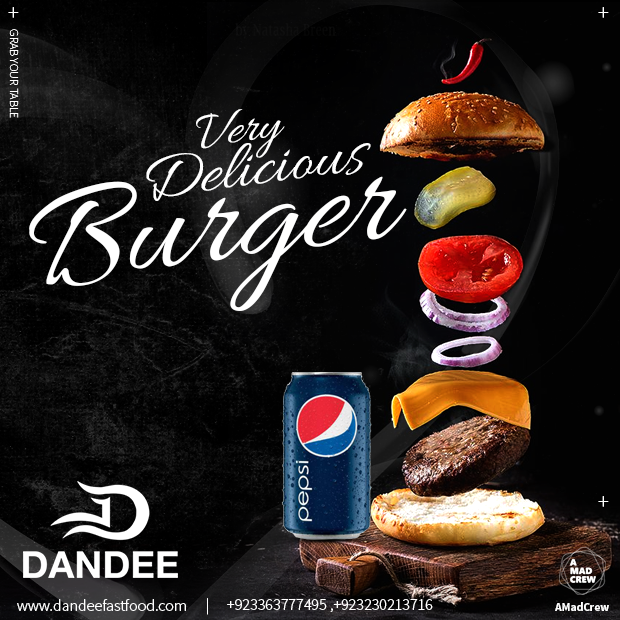 GRAB YOUR TABLE
Very
Delicious
Burger
pepsi
DANDEE
A
MAD
CREW
www.dandeefastfood.com | +923363777495 ,+923230213716
AMadCrew